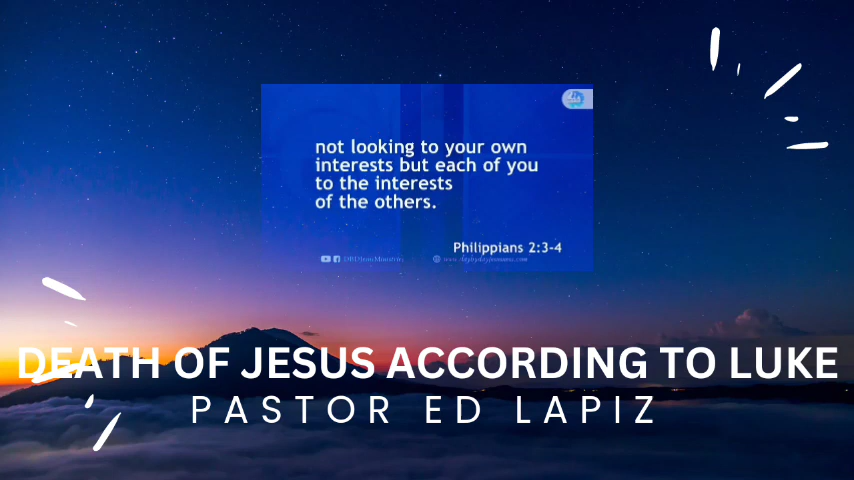 not looking to your own
interests but each of you
to the interests
of the others.
Philippians 2:3-4
DEATH OF JESUS ACCORDING TO LUKE
PASTOR ED LAPIZ